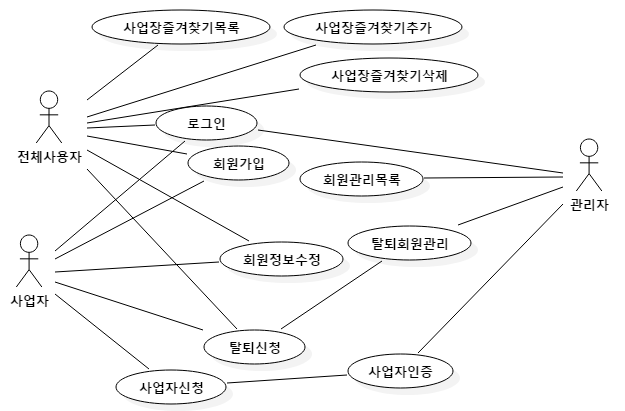 사업장즐겨찾기목록
사업장즐겨찾기추가
사업장즐겨찾기삭제
로그인
전체사용자
회원가입
회원관리목록
관리자
탈퇴회원관리
회원정보수정
사업자
탈퇴신청
사업자인증
사업자신청